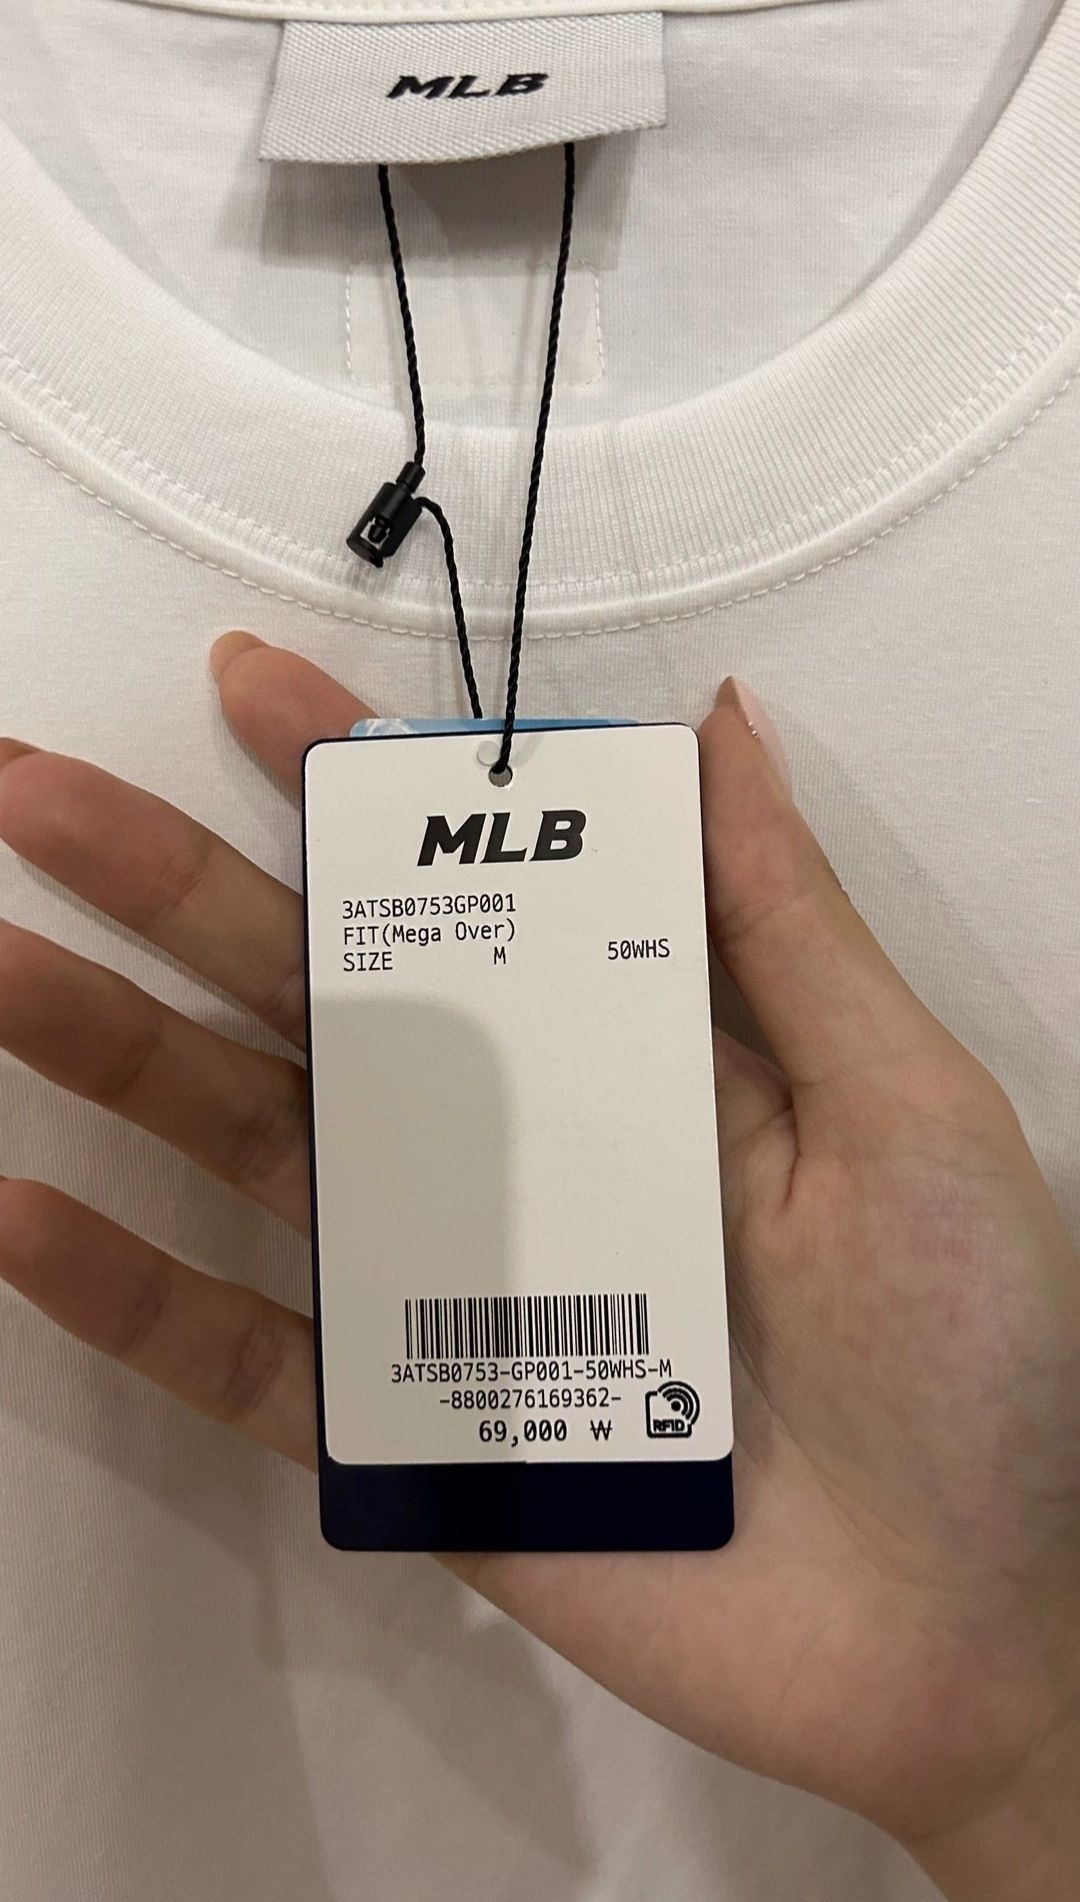 MLB
MLB
3ATSB0753GP001
FIT(Mega Over)
SIZE M 50WHS
3ATSB0753-GP001-50WHS-M
-8800276169362-
69,000 ₩
RFID